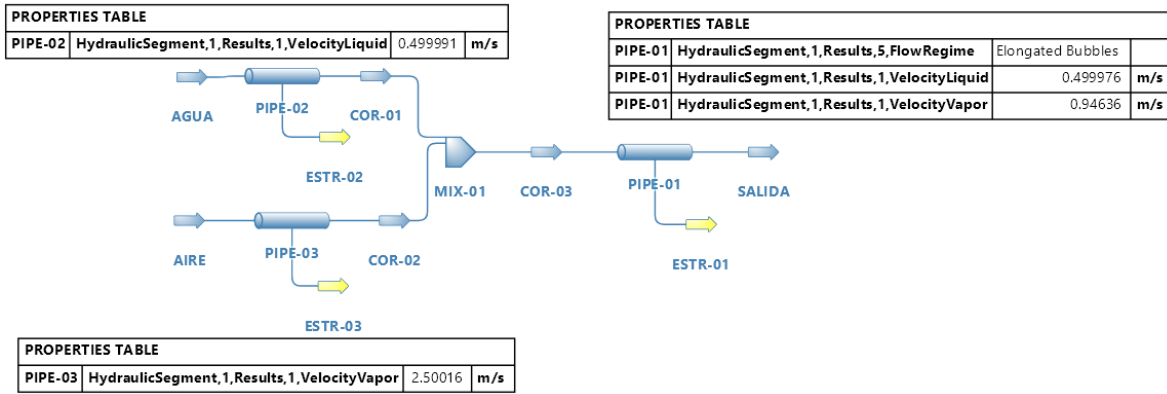 PROPERTIES TABLE
PIPE-02 HydraulicSegment,1,Results,1,VelocityLiquid 0.499991 m/s
PROPERTIES TABLE
PIPE-01 HydraulicSegment,1,Results,5,FlowRegime Elongated Bubbles
PIPE-01 HydraulicSegment,1,Results,1,VelocityLiquid 0.499976 m/s
PIPE-01 HydraulicSegment,1,Results,1,VelocityVapor 0.94636 m/s
AGUA
PIPE-02
COR-01
ESTR-02
MIX-01
COR-03
PIPE-01
SALIDA
AIRE
PIPE-03
COR-02
ESTR-01
ESTR-03
PROPERTIES TABLE
PIPE-03 HydraulicSegment,1,Results,1,VelocityVapor 2.50016 m/s